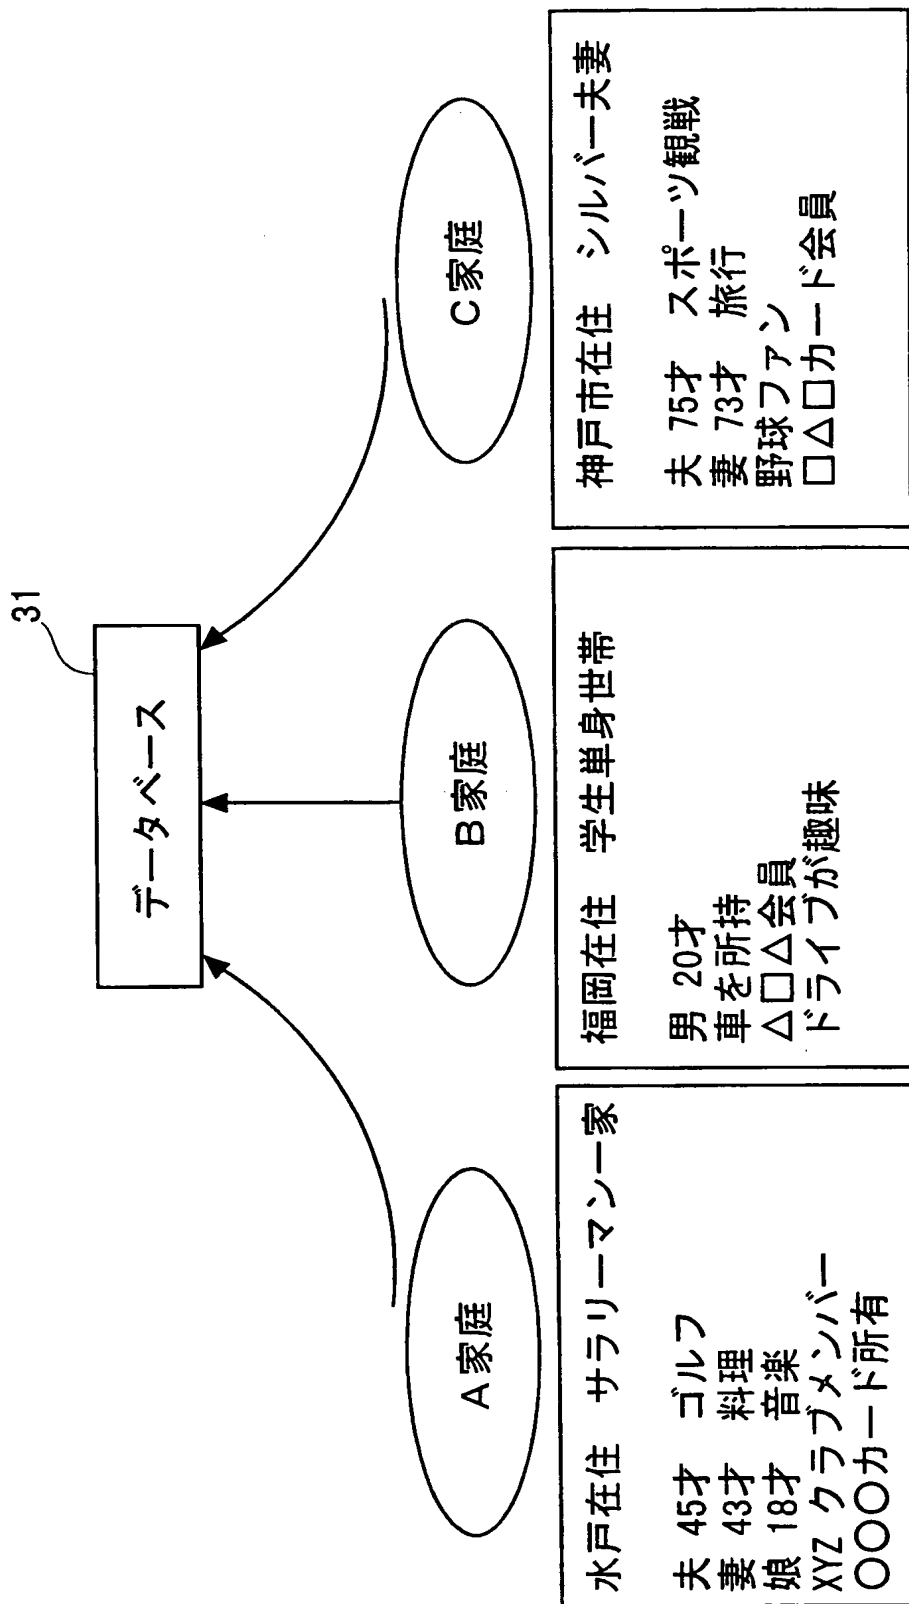 31
データベース
A家庭
B家庭
C家庭
水戸在住 サラリーマン一家
夫 45才 ゴルフ
妻 43才 料理
娘 18才 音楽
XYZ クラブメンバー
〇〇〇カード所有
福岡在住 学生単身世帯
男 20才
車を所持
△□△会員
ドライブが趣味
神戸市在住 シルバー夫妻
夫 75才 スポーツ観戦
妻 73才 旅行
野球ファン
□△□カード会員